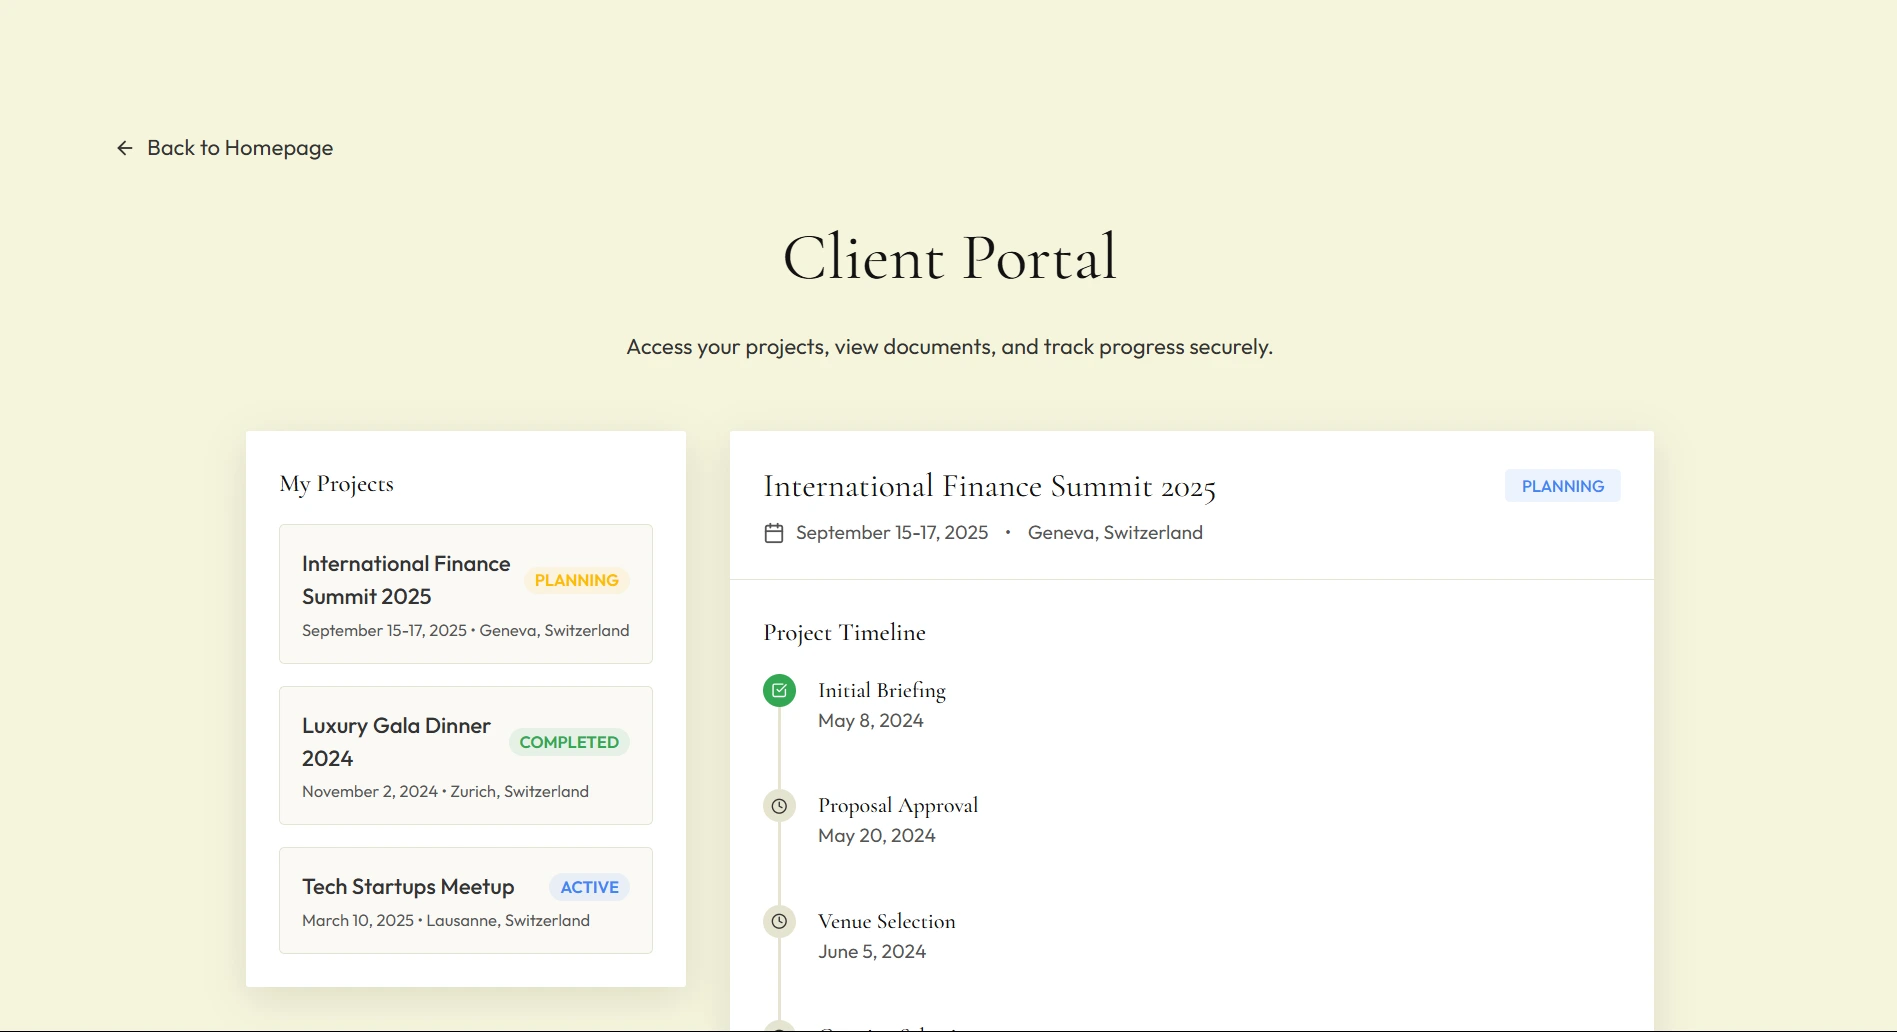 Back to Homepage
Client Portal
Access your projects, view documents, and track progress securely.
My Projects
International Finance
Summit 2025
PLANNING
September 15-17, 2025 • Geneva, Switzerland
Luxury Gala Dinner
2024
COMPLETED
November 2, 2024 • Zurich, Switzerland
Tech Startups Meetup
ACTIVE
March 10, 2025 • Lausanne, Switzerland
International Finance Summit 2025
PLANNING
September 15-17, 2025 • Geneva, Switzerland
Project Timeline
Initial Briefing
May 8, 2024
Proposal Approval
May 20, 2024
Venue Selection
June 5, 2024